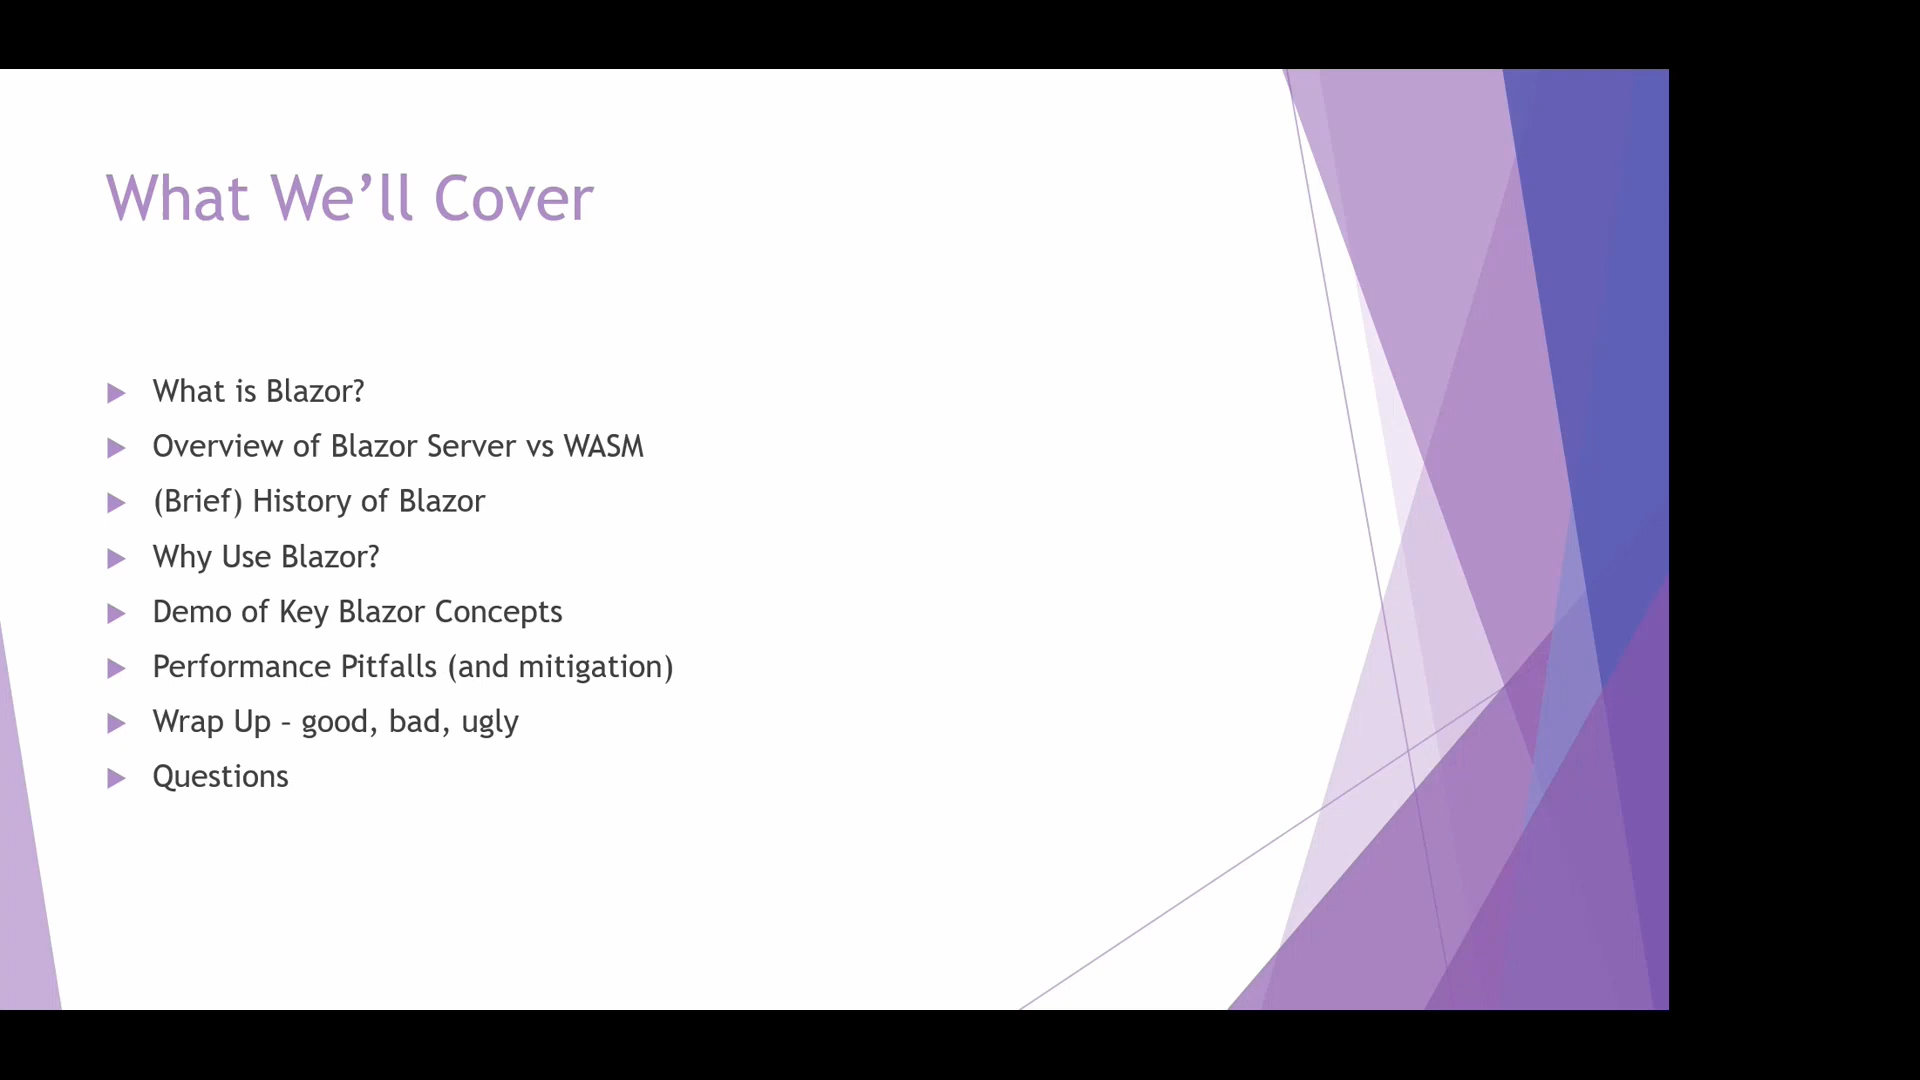 What We’ll Cover
What is Blazor?
Overview of Blazor Server vs WASM
(Brief) History of Blazor
Why Use Blazor?
Demo of Key Blazor Concepts
Performance Pitfalls (and mitigation)
Wrap Up – good, bad, ugly
Questions